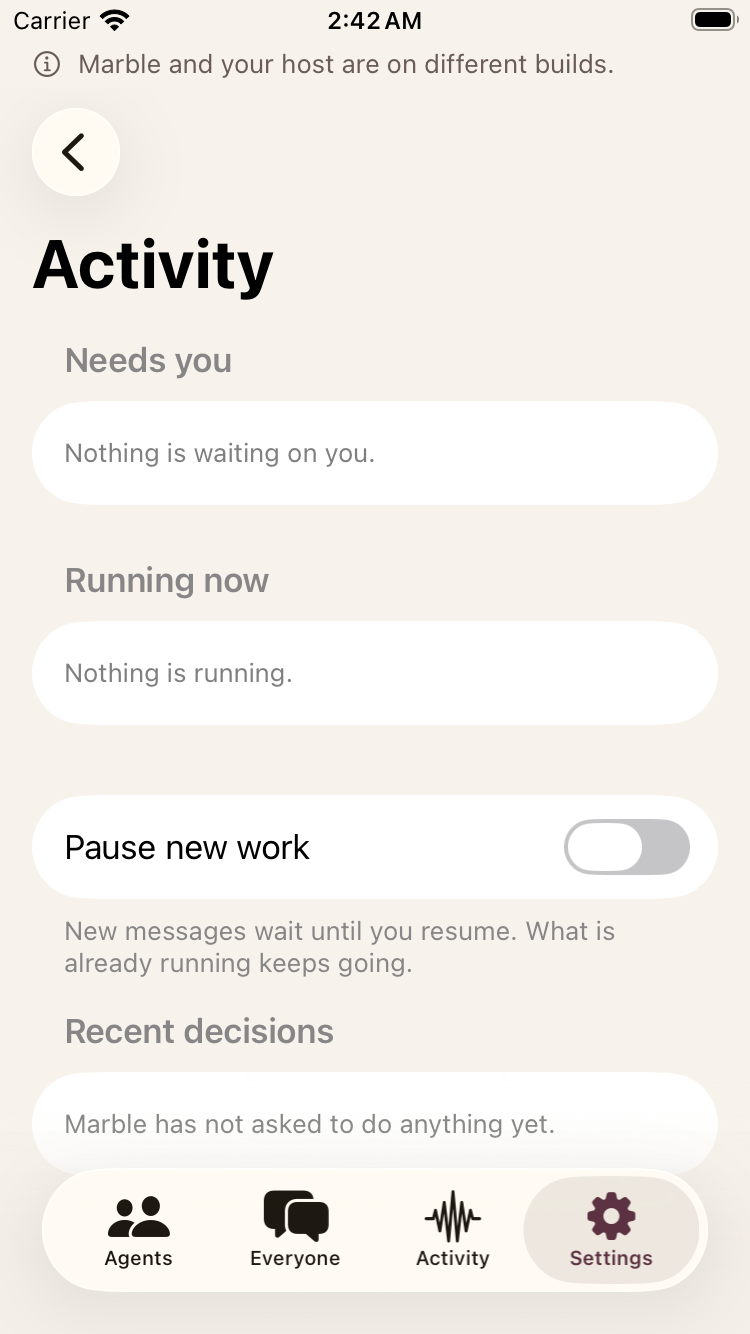 Carrier 2:42 AM
Marble and your host are on different builds.
Activity
Needs you
Nothing is waiting on you.
Running now
Nothing is running.
Pause new work
New messages wait until you resume. What is
already running keeps going.
Recent decisions
Marble has not asked to do anything yet.
Agents Everyone Activity Settings